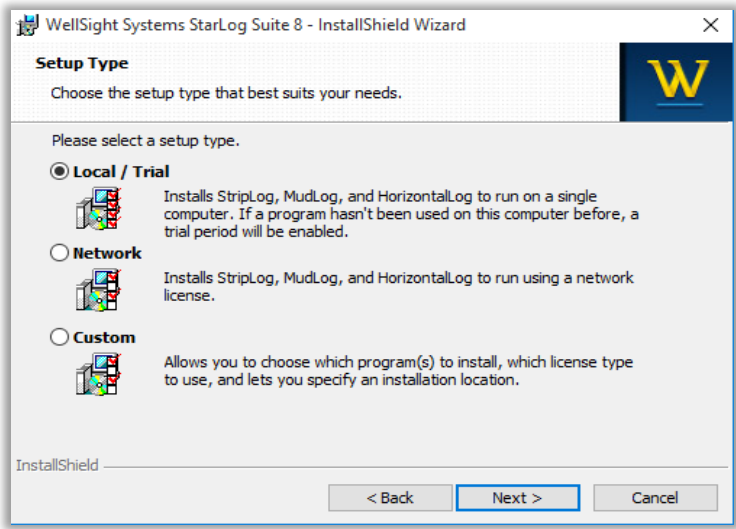 WellSight Systems StarLog Suite 8 - InstallShield Wizard
Setup Type
Choose the setup type that best suits your needs.
W
Please select a setup type.
Local / Trial
Installs StripLog, MudLog, and HorizontalLog to run on a single
computer. If a program hasn't been used on this computer before, a
trial period will be enabled.
Network
Installs StripLog, MudLog, and HorizontalLog to run using a network
license.
Custom
Allows you to choose which program(s) to install, which license type
to use, and lets you specify an installation location.
InstallShield
< Back
Next >
Cancel